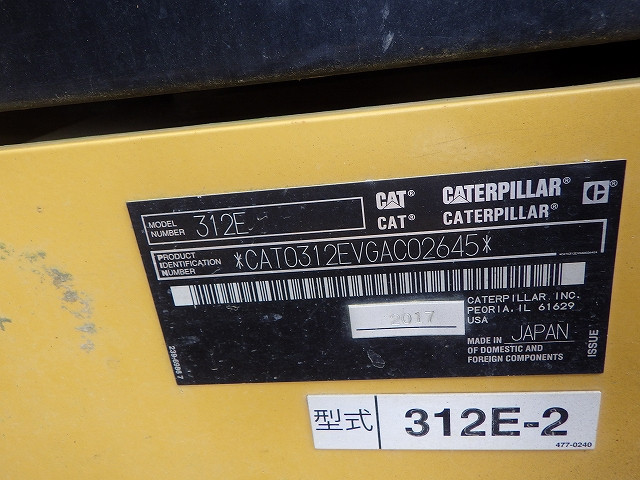 MODEL NUMBER 312E
CAT® CATERPILLAR®
CAT® CATERPILLAR®
PRODUCT IDENTIFICATION NUMBER *CAT0312EVGAC02645*
2017
CATERPILLAR INC.
PEORIA, IL 61629
USA
MADE IN JAPAN
OF DOMESTIC AND
FOREIGN COMPONENTS
ISSUE
型式 312E-2
477-0240